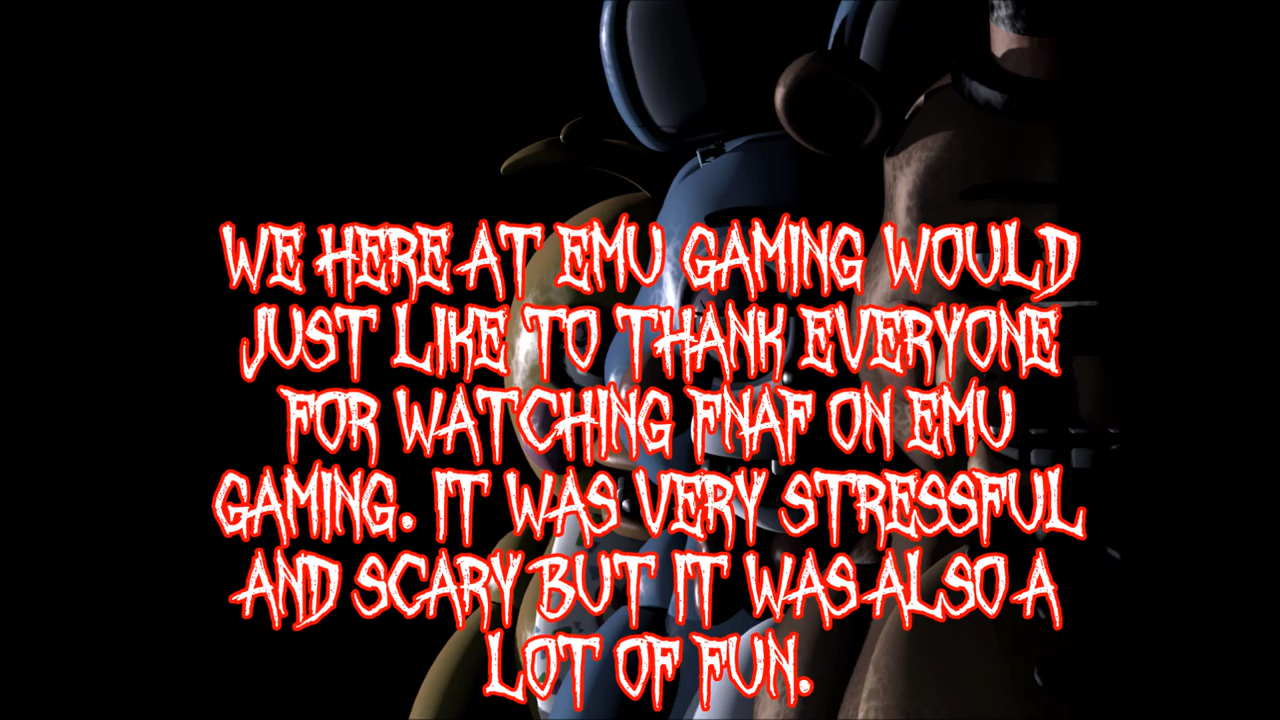 WE HERE AT EMU GAMING WOULD
JUST LIKE TO THANK EVERYONE
FOR WATCHING FNAF ON EMU
GAMING. IT WAS VERY STRESSFUL
AND SCARY BUT IT WAS ALSO A
LOT OF FUN.